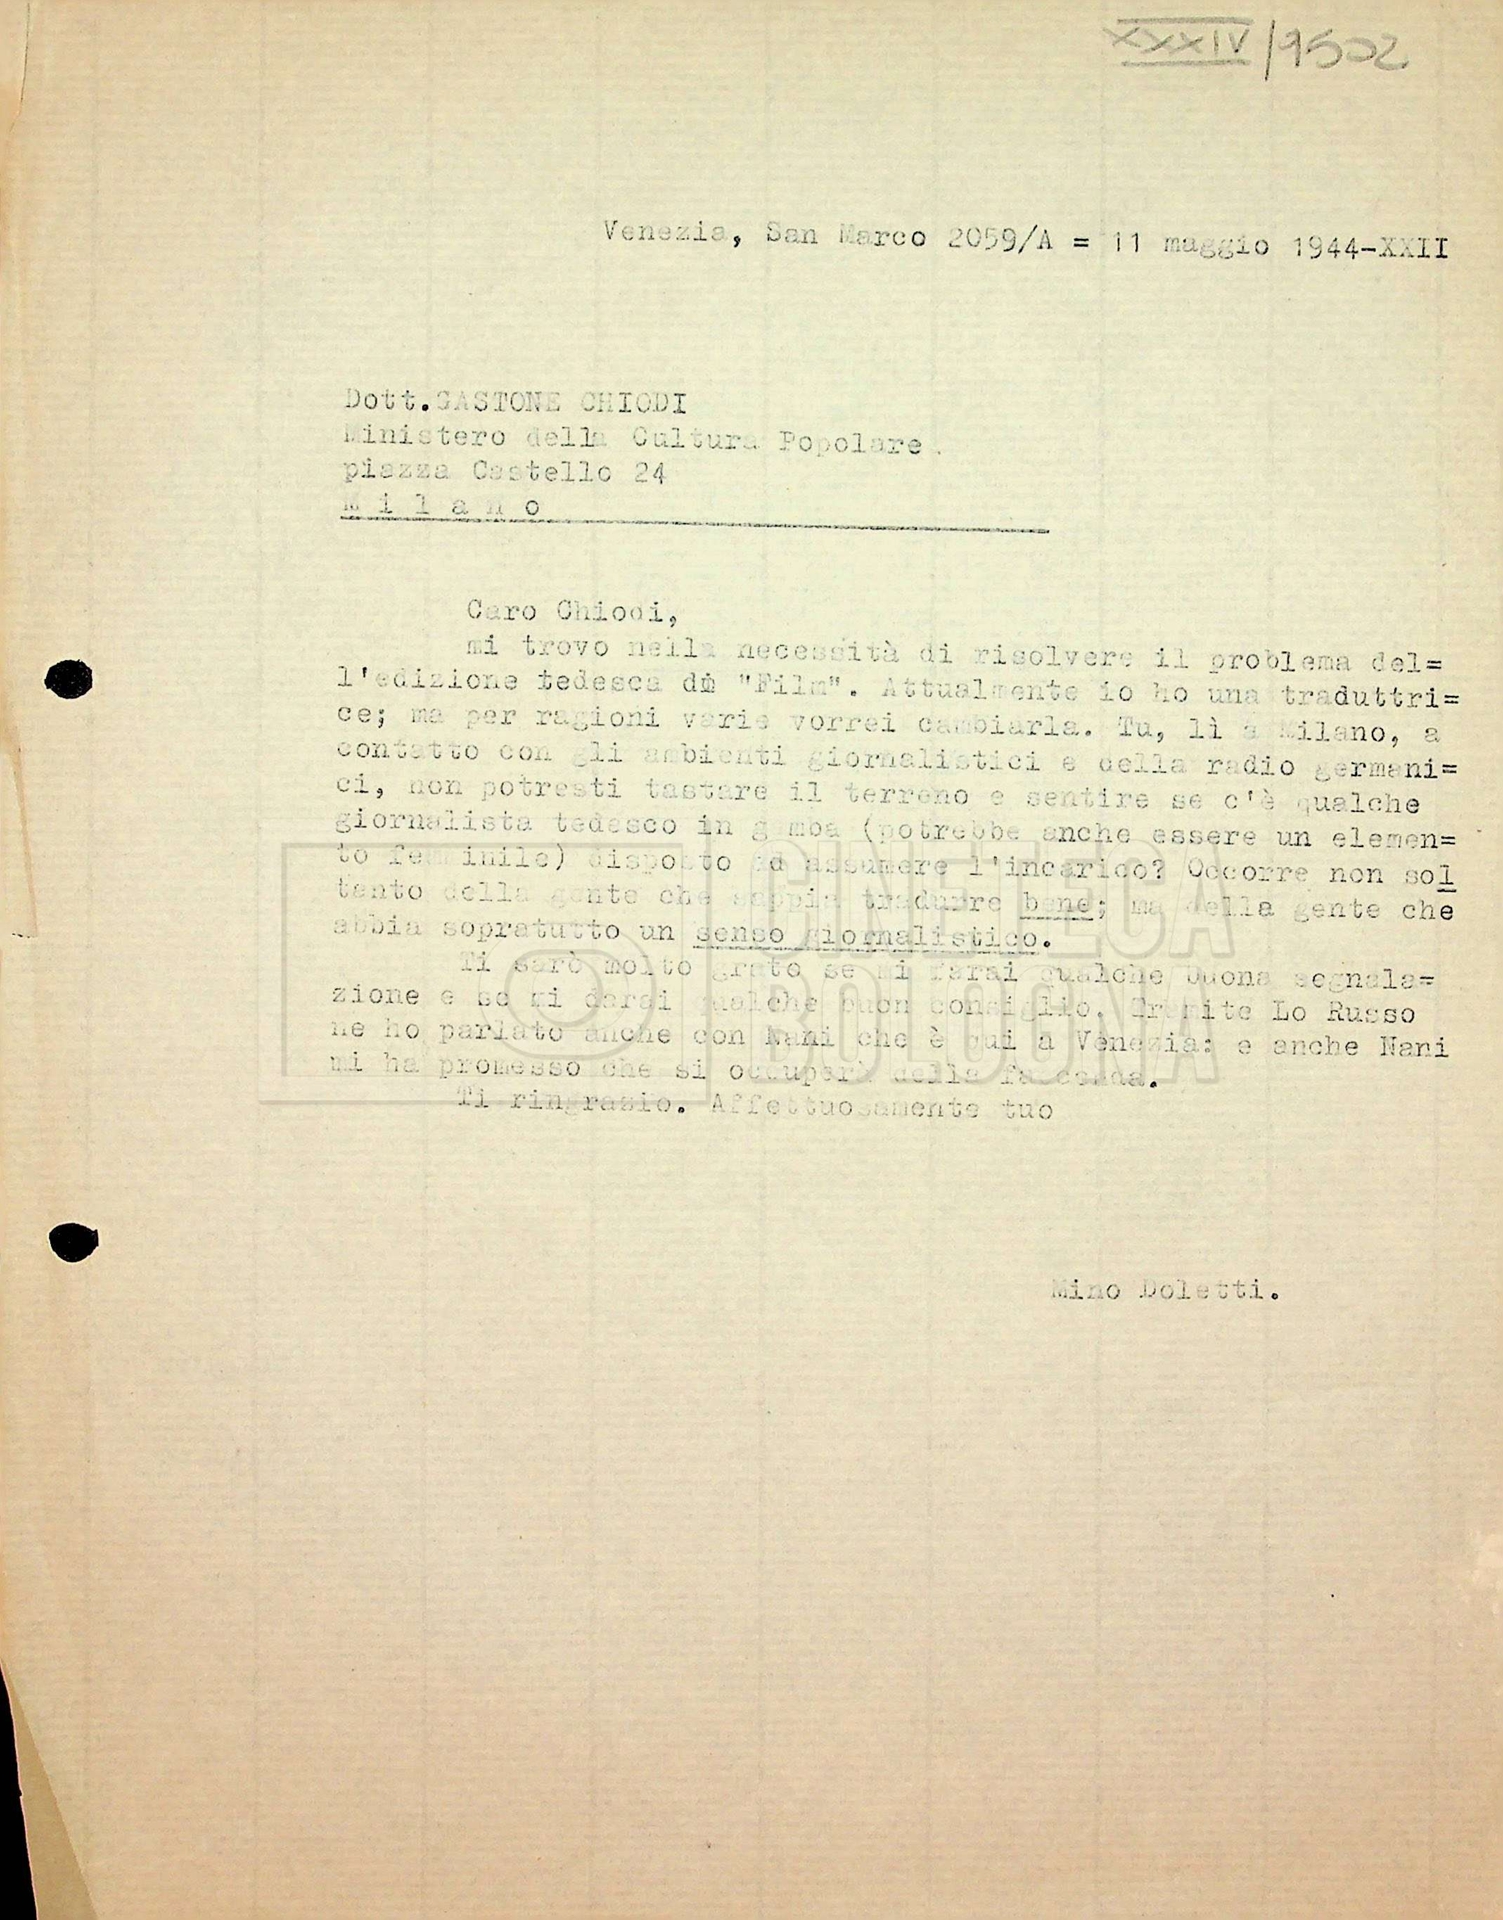 XXXIV/9502
Venezia, San Marco 2059/A = 11 maggio 1944-XXII
Dott.GASTONE CHIODI
Ministero della Cultura Popolare.
piazza Castello 24
M i l a n o
Caro Chiodi,
mi trovo nella necessità di risolvere il problema del=
l'edizione tedesca di "Film". Attualmente io ho una traduttri=
ce; ma per ragioni varie vorrei cambiarla. Tu, lì a Milano, a
contatto con gli ambienti giornalistici e della radio germani=
ci, non potresti tastare il terreno e sentire se c'è qualche
giornalista tedesco in gamba (potrebbe anche essere un elemen=
to femminile) disposto ad assumere l'incarico? Occorre non sol
tanto della gente che sappia tradurre bene; ma della gente che
abbia sopratutto un senso giornalistico.
Ti sarò molto grato se mi farai qualche buona segnala=
zione e se mi darai qualche buon consiglio. Tramite Lo Russo
ne ho parlato anche con Nani che è qui a Venezia: e anche Nani
mi ha promesso che si occuperà della faccenda.
Ti ringrazio. Affettuosamente tuo
Mino Doletti.
CINETECA
BOLOGNA